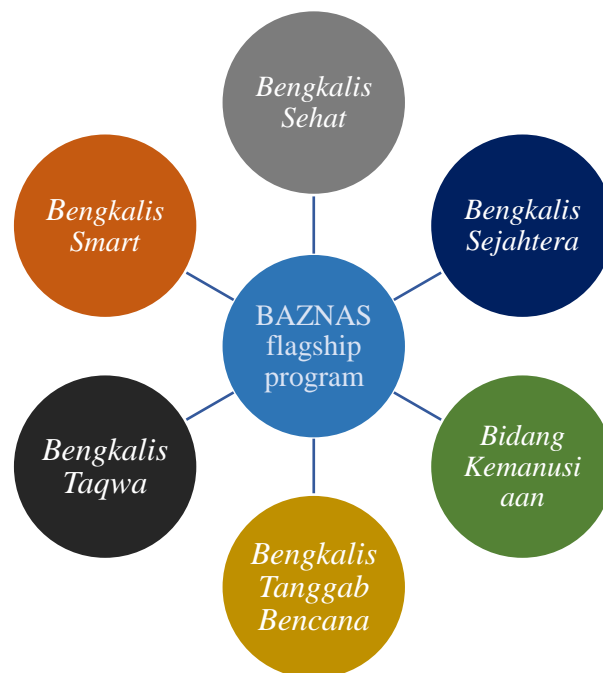 Bengkalis
Sehat
Bengkalis
Smart
Bengkalis
Sejahtera
BAZNAS
flagship
program
Bengkalis
Taqwa
Bidang
Kemanusi
aan
Bengkalis
Tanggab
Bencana